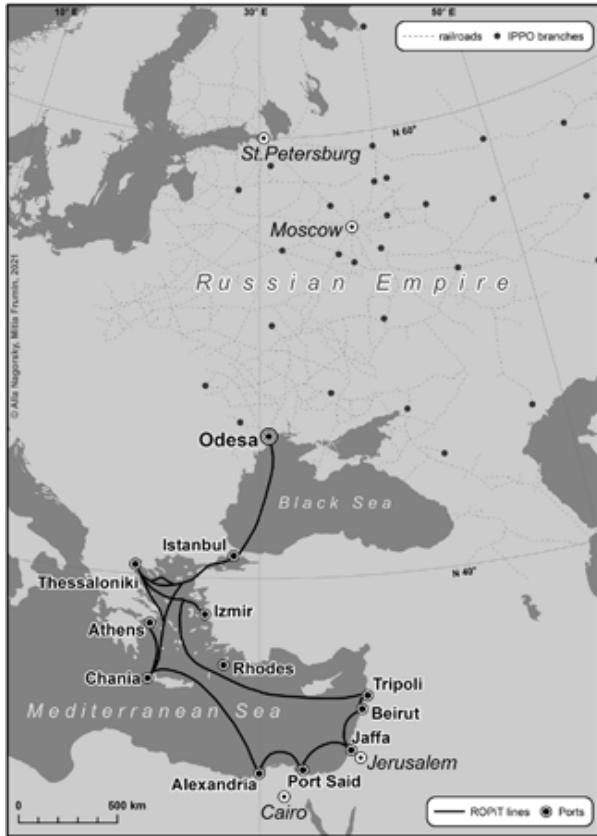 10° E
30° E
50° E
railroads
IPPO branches
N 60°
St.Petersburg
Moscow
Russian Empire
© Alla Nagorsky, Mitia Frumin, 2021
Odesa
Black Sea
Istanbul
N 40°
Thessaloniki
Izmir
Athens
Rhodes
Chania
Tripoli
Mediterranean Sea
Beirut
Jaffa
Jerusalem
Alexandria
Port Said
Cairo
0 500 km
ROPiT lines
Ports